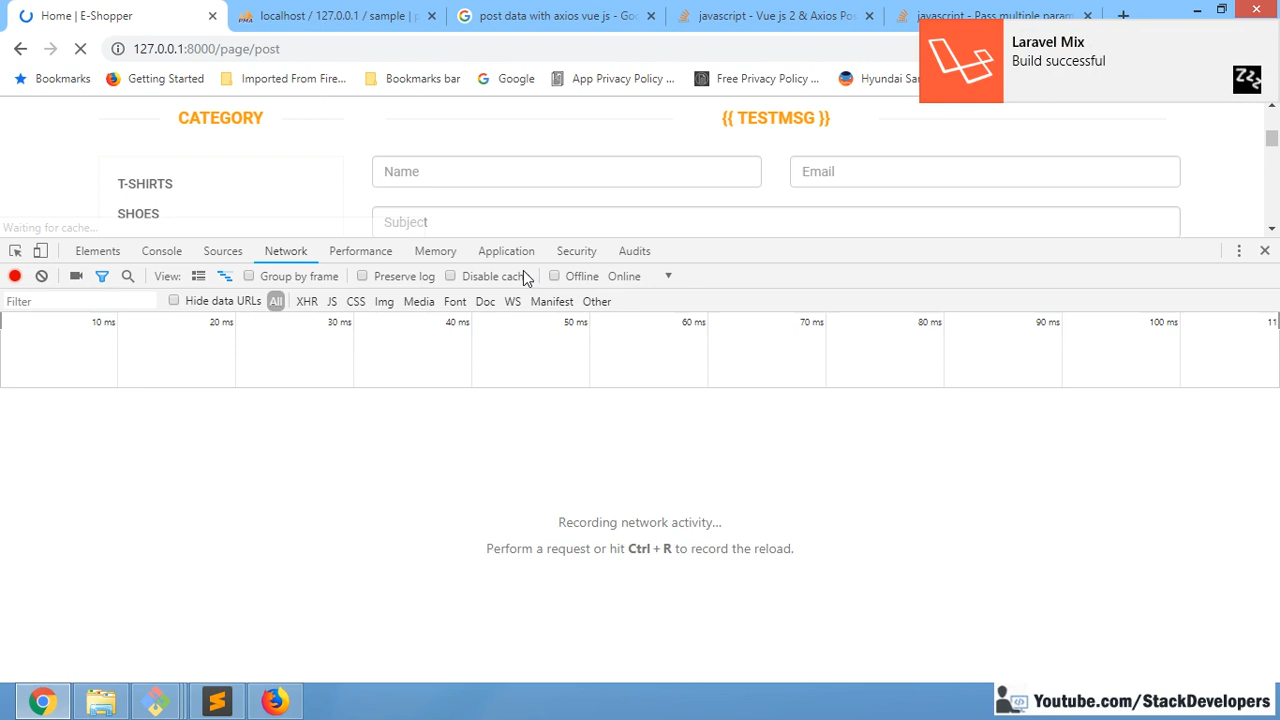 Home | E-Shopper
localhost / 127.0.0.1 / sample | p
post data with axios vue js - Goo
javascript - Vue js 2 & Axios Pos
javascript - Pass multiple param
127.0.0.1:8000/page/post
Laravel Mix
Build successful
Bookmarks
Getting Started
Imported From Fire...
Bookmarks bar
Google
App Privacy Policy ...
Free Privacy Policy ...
Hyundai San
CATEGORY
{{ TESTMSG }}
Name
Email
T-SHIRTS
SHOES
Subject
Waiting for cache...
Elements
Console
Sources
Network
Performance
Memory
Application
Security
Audits
View:
Group by frame
Preserve log
Disable cache
Offline
Online
Filter
Hide data URLs
All
XHR
JS
CSS
Img
Media
Font
Doc
WS
Manifest
Other
10 ms
20 ms
30 ms
40 ms
50 ms
60 ms
70 ms
80 ms
90 ms
100 ms
11
Recording network activity...
Perform a request or hit Ctrl + R to record the reload.
Youtube.com/StackDevelopers